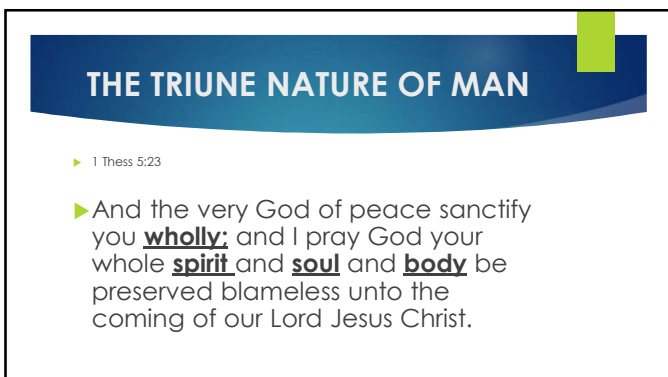 THE TRIUNE NATURE OF MAN
1 Thess 5:23
And the very God of peace sanctify
you wholly; and I pray God your
whole spirit and soul and body be
preserved blameless unto the
coming of our Lord Jesus Christ.